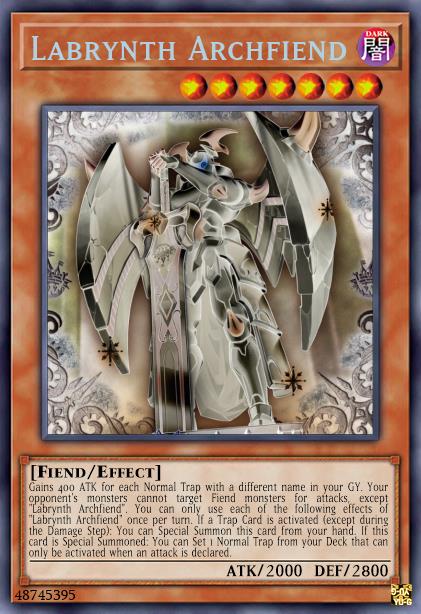 LABRYNTH ARCHFIEND
DARK
闇
[FIEND/EFFECT]
Gains 400 ATK for each Normal Trap with a different name in your GY. Your
opponent's monsters cannot target Fiend monsters for attacks, except
"Labrynth Archfiend". You can only use each of the following effects of
"Labrynth Archfiend" once per turn. If a Trap Card is activated (except during
the Damage Step): You can Special Summon this card from your hand. If this
card is Special Summoned: You can Set 1 Normal Trap from your Deck that can
only be activated when an attack is declared.
ATK/2000 DEF/2800
48745395